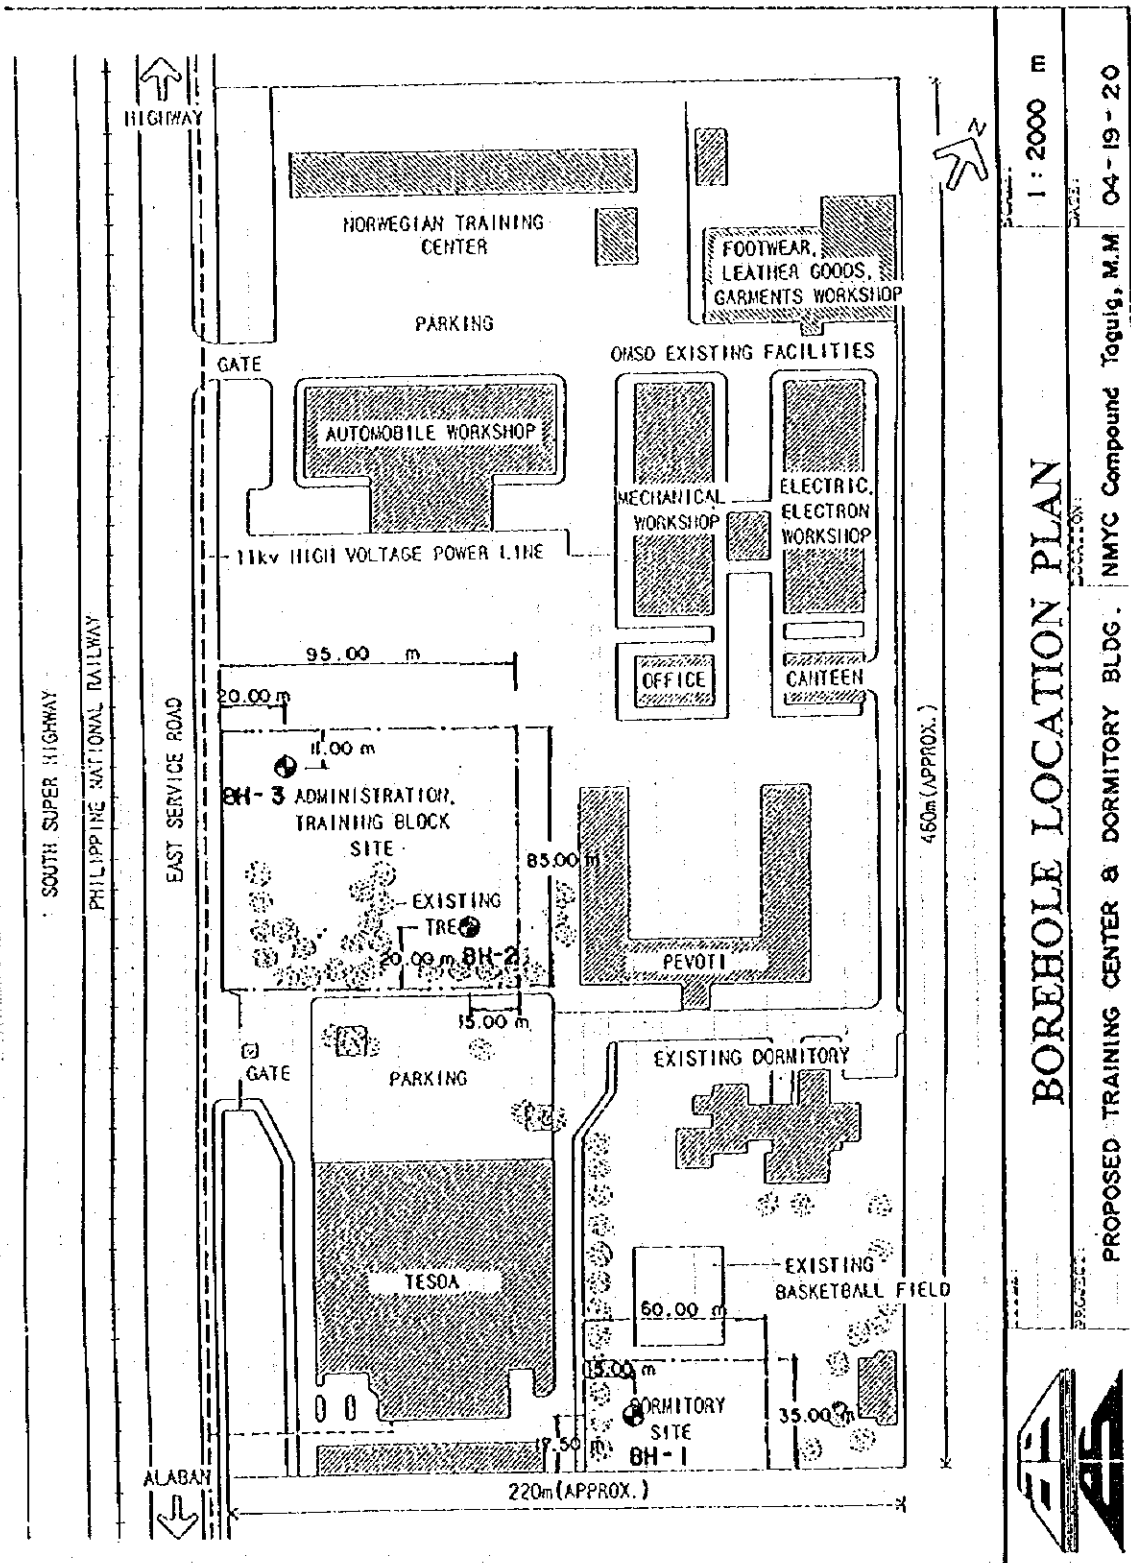 HIGHWAY
SOUTH SUPER HIGHWAY
PHILIPPINE NATIONAL RAILWAY
EAST SERVICE ROAD
ALABAN
NORWEGIAN TRAINING
CENTER
PARKING
GATE
FOOTWEAR,
LEATHER GOODS,
GARMENTS WORKSHOP
OMSD EXISTING FACILITIES
AUTOMOBILE WORKSHOP
MECHANICAL
WORKSHOP
ELECTRIC,
ELECTRON
WORKSHOP
11kv HIGH VOLTAGE POWER LINE
OFFICE
CANTEEN
95.00 m
20.00 m
11.00 m
BH-3
ADMINISTRATION,
TRAINING BLOCK
SITE
85.00 m
EXISTING
TREE
20.00 m
BH-2
15.00 m
PEVOTI
GATE
PARKING
EXISTING DORMITORY
TESDA
EXISTING
BASKETBALL FIELD
60.00 m
15.00 m
DORMITORY
SITE
35.00 m
17.50 m
BH-1
220m (APPROX.)
460m (APPROX.)
N
TITLE:
BOREHOLE LOCATION PLAN
SCALE:
1:2000 m
PROJECT:
PROPOSED TRAINING CENTER & DORMITORY BLDG.
LOCATION:
NMYC Compound Taguig, M.M
DATE:
04-19-20